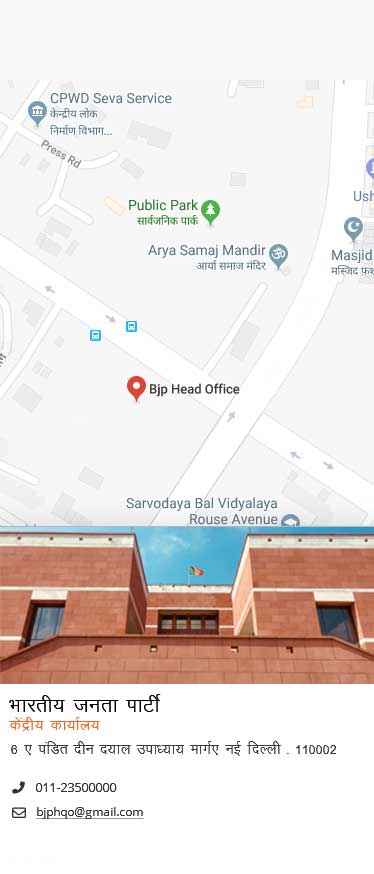 CPWD Seva Service
केन्द्रीय लोक
निर्माण विभाग...
Press Rd
Public Park
सार्वजनिक पार्क
Ush
Arya Samaj Mandir
आर्या समाज मंदिर
Masjid
मस्जिद फ़श
Bjp Head Office
Sarvodaya Bal Vidyalaya
Rouse Avenue
भारतीय जनता पार्टी
केंद्रीय कार्यालय
6 ए पंडित दीन दयाल उपाध्याय मार्गए नई दिल्ली . 110002
011-23500000
bjphqo@gmail.com